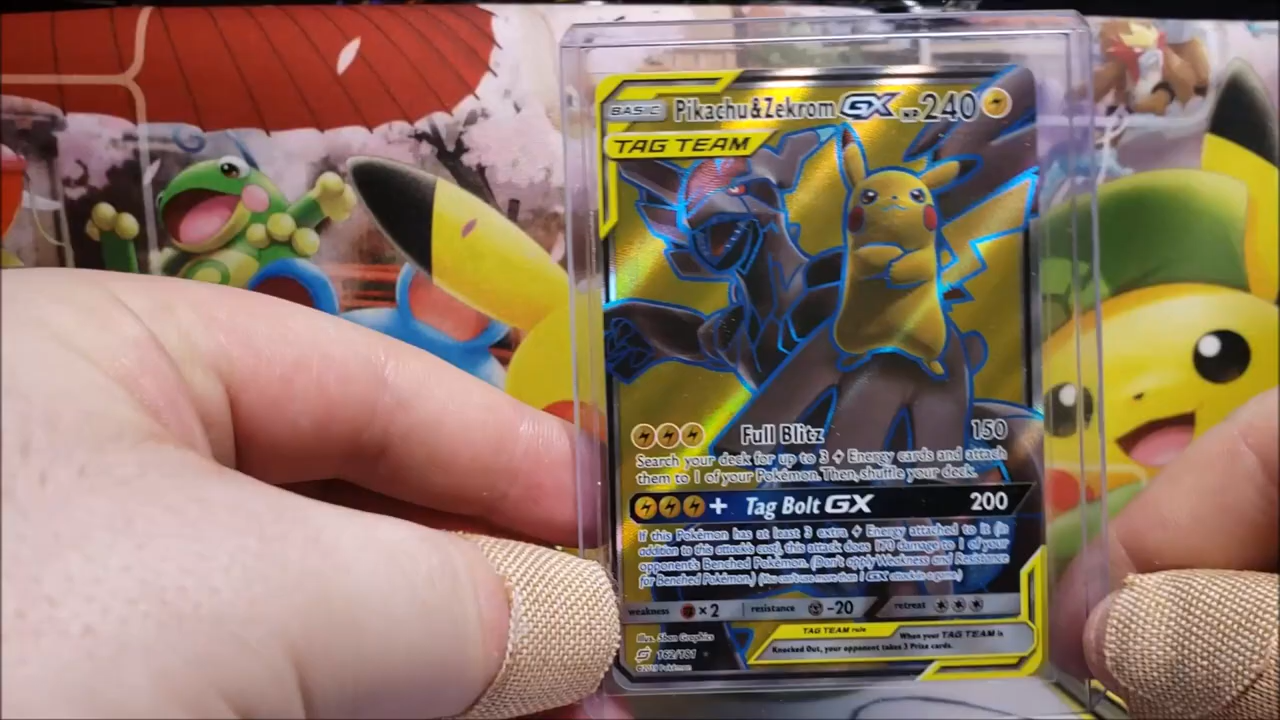 BASIC Pikachu & Zekrom GX HP 240
TAG TEAM
Full Blitz 150
Search your deck for up to 3 Energy cards and attach
them to 1 of your Pokémon. Then, shuffle your deck.
+ Tag Bolt GX 200
If this Pokémon has at least 3 extra Energy attached to it (in
addition to this attack's cost), this attack does 170 damage to 1 of your
opponent's Benched Pokémon. (Don't apply Weakness and Resistance
for Benched Pokémon.) (You can't use more than 1 GX attack in a game.)
weakness ×2 resistance -20 retreat
TAG TEAM rule When your TAG TEAM is
Knocked Out, your opponent takes 3 Prize cards.
Illus. 5ban Graphics
162/181
©2019 Pokémon